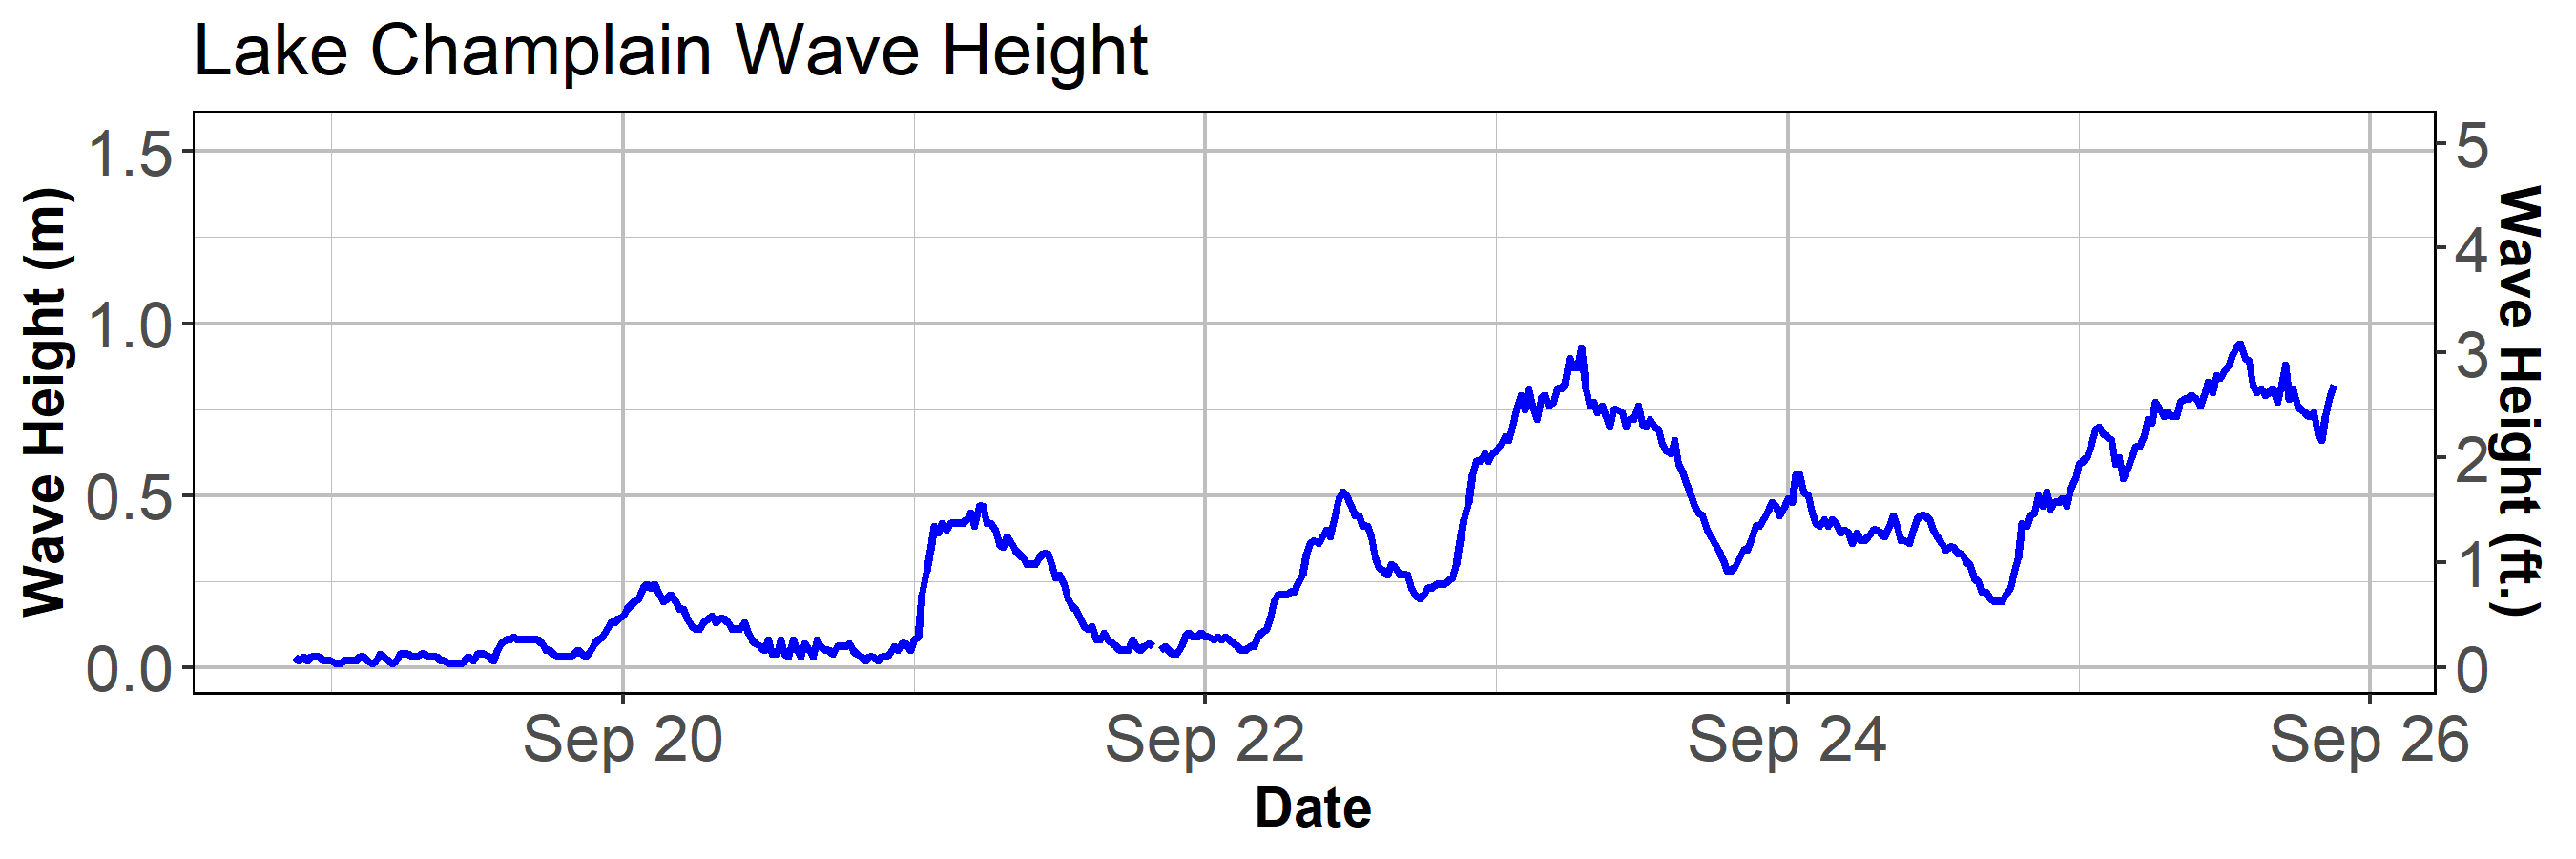 Lake Champlain Wave Height
Wave Height (m)
1.5
1.0
0.5
0.0
5
4
3
2
1
0
Wave Height (ft.)
Sep 20
Sep 22
Sep 24
Sep 26
Date